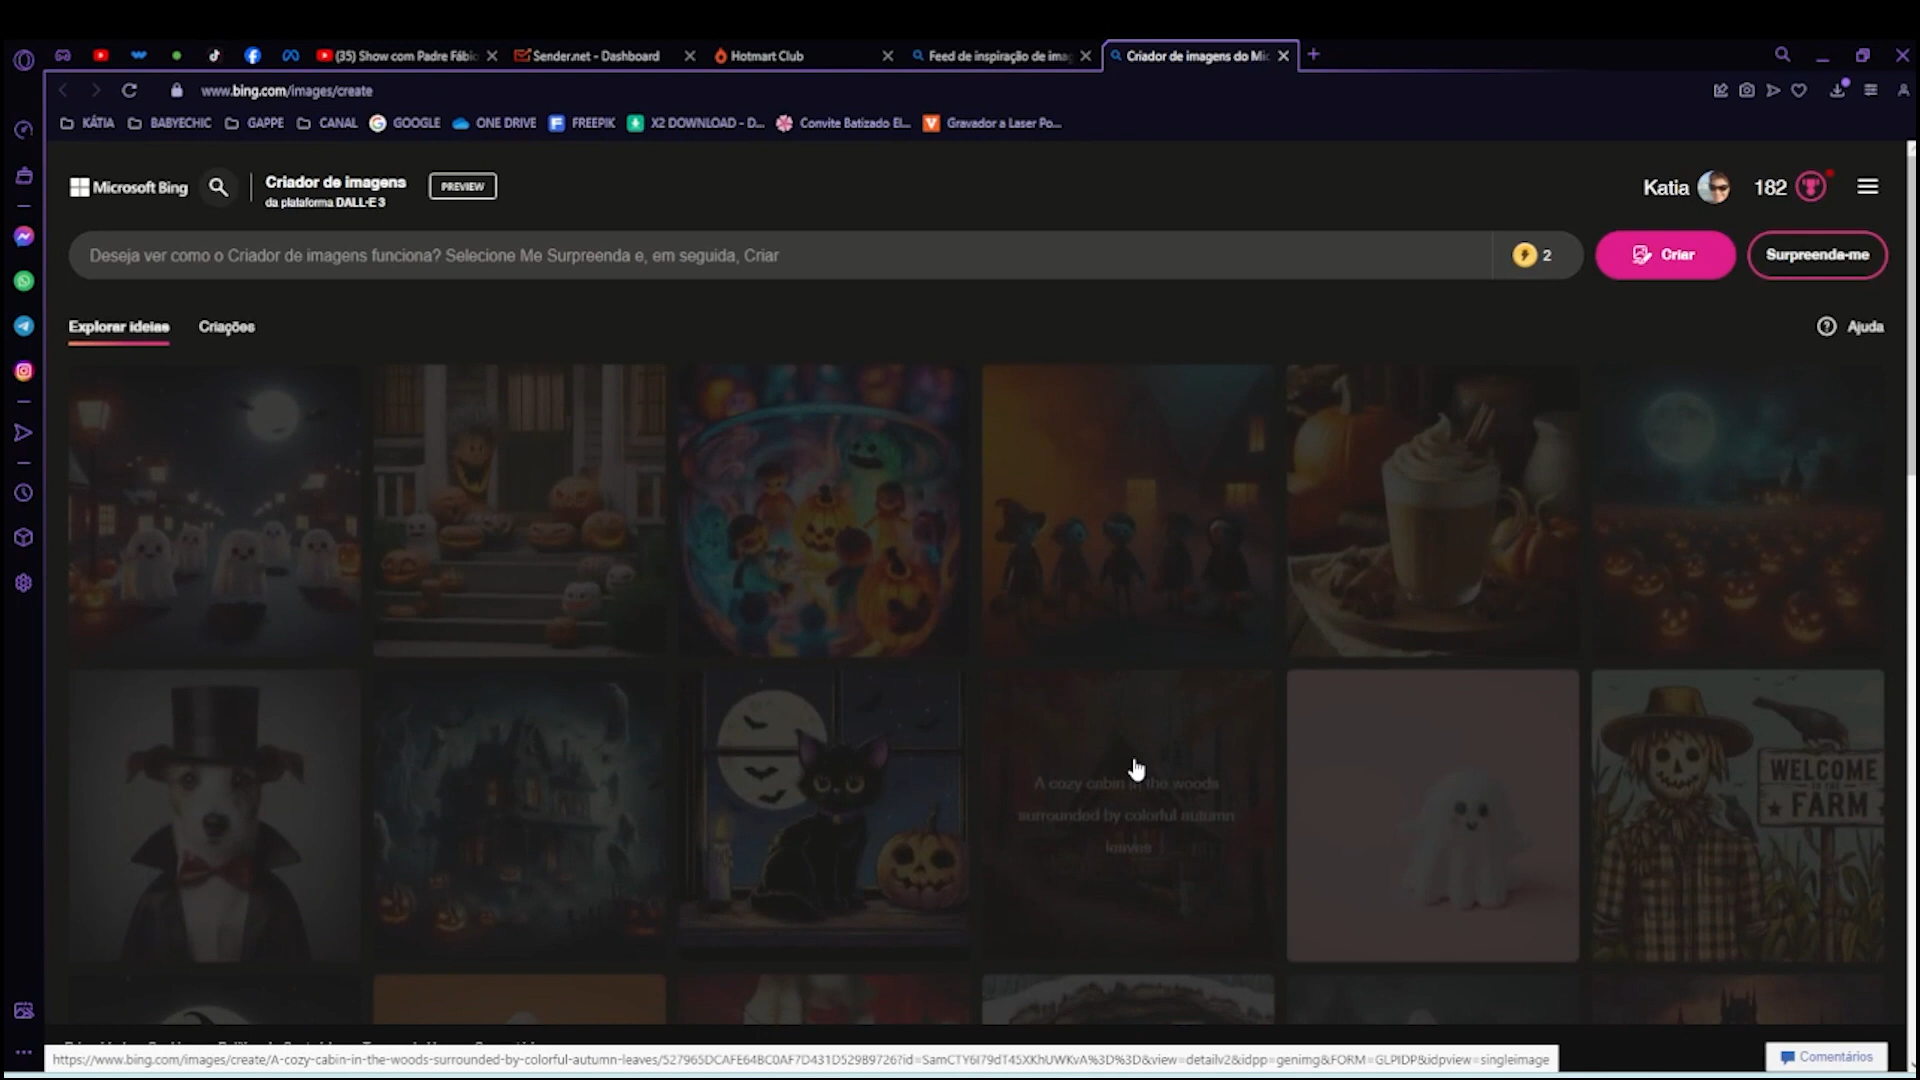 (35) Show com Padre Fábio
Sender.net - Dashboard
Hotmart Club
Feed de inspiração de ima
Criador de imagens do Mic
www.bing.com/images/create
KÁTIA
BABYECHIC
GAPPE
CANAL
GOOGLE
ONE DRIVE
FREEPIK
X2 DOWNLOAD - D...
Convite Batizado El...
Gravador a Laser Po...
Microsoft Bing
Criador de imagens
da plataforma DALL·E 3
PREVIEW
Katia
182
Deseja ver como o Criador de imagens funciona? Selecione Me Surpreenda e, em seguida, Criar
2
Criar
Surpreenda-me
Explorar ideias
Criações
Ajuda
A cozy cabin in the woods
surrounded by colorful autumn
leaves
WELCOME
FARM
https://www.bing.com/images/create/A-cozy-cabin-in-the-woods-surrounded-by-colorful-autumn-leaves/527965DCAFE64BC0AF7D431D529B9726?id=SamCTY6I79dT45XKhUWKvA%3D%3D&view=detailv2&idpp=genimg&FORM=GLPIDP&idpview=singleimage
Comentários